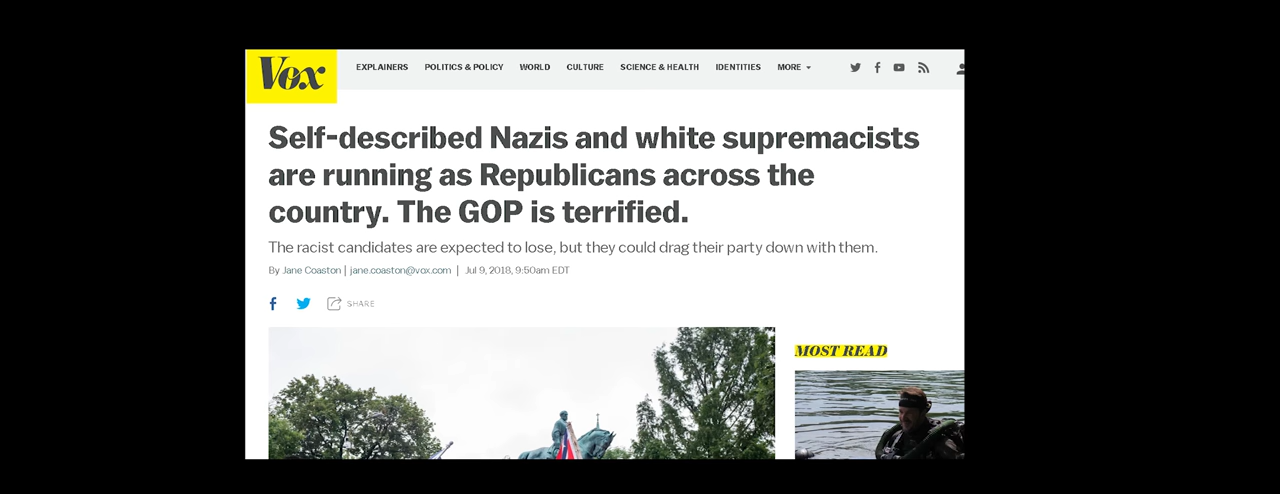 Vox
EXPLAINERS POLITICS & POLICY WORLD CULTURE SCIENCE & HEALTH IDENTITIES MORE
Self-described Nazis and white supremacists
are running as Republicans across the
country. The GOP is terrified.
The racist candidates are expected to lose, but they could drag their party down with them.
By Jane Coaston | jane.coaston@vox.com | Jul 9, 2018, 9:50am EDT
SHARE
MOST READ